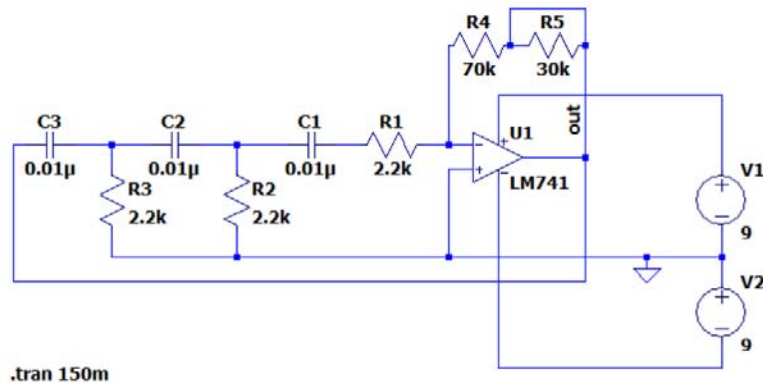 R4
R5
70k
30k
out
C3
C2
C1
R1
U1
0.01µ
0.01µ
0.01µ
2.2k
LM741
R3
2.2k
R2
2.2k
V1
9
V2
9
.tran 150m